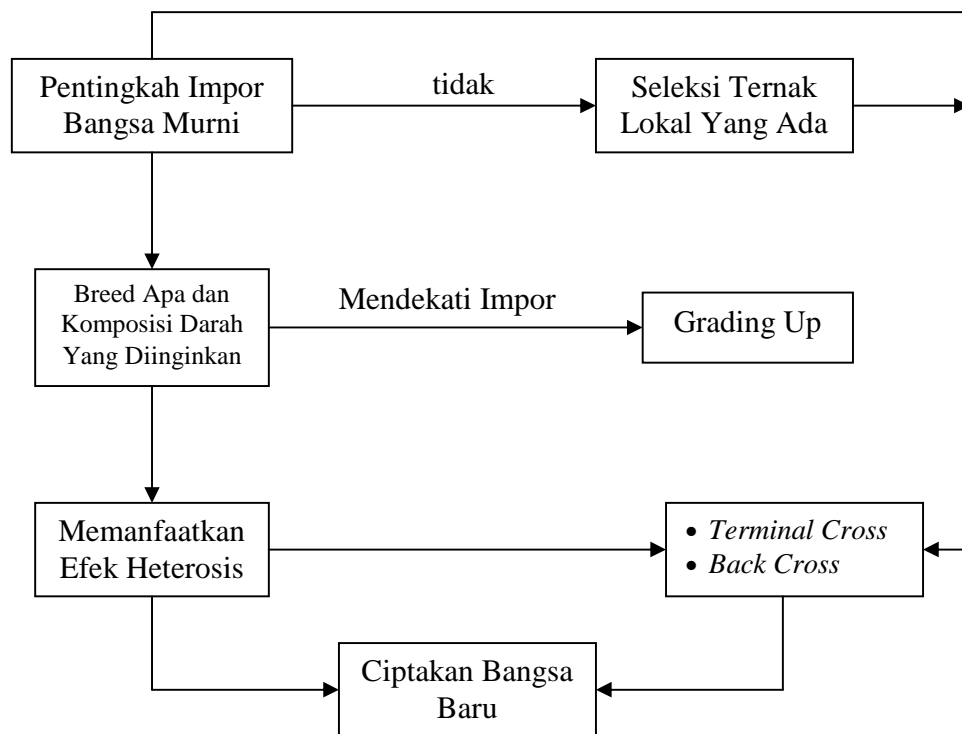 Pentingkah Impor
Bangsa Murni
tidak
Seleksi Ternak
Lokal Yang Ada
Breed Apa dan
Komposisi Darah
Yang Diinginkan
Mendekati Impor
Grading Up
Memanfaatkan
Efek Heterosis
• Terminal Cross
• Back Cross
Ciptakan Bangsa
Baru